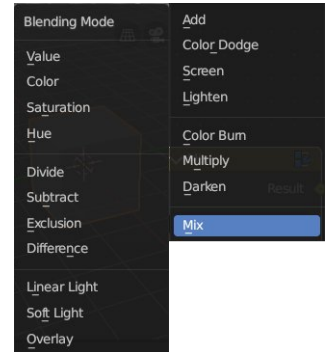 Blending Mode
Value
Color
Saturation
Hue
Divide
Subtract
Exclusion
Difference
Linear Light
Soft Light
Overlay
Add
Color Dodge
Screen
Lighten
Color Burn
Multiply
Darken
Result
Mix